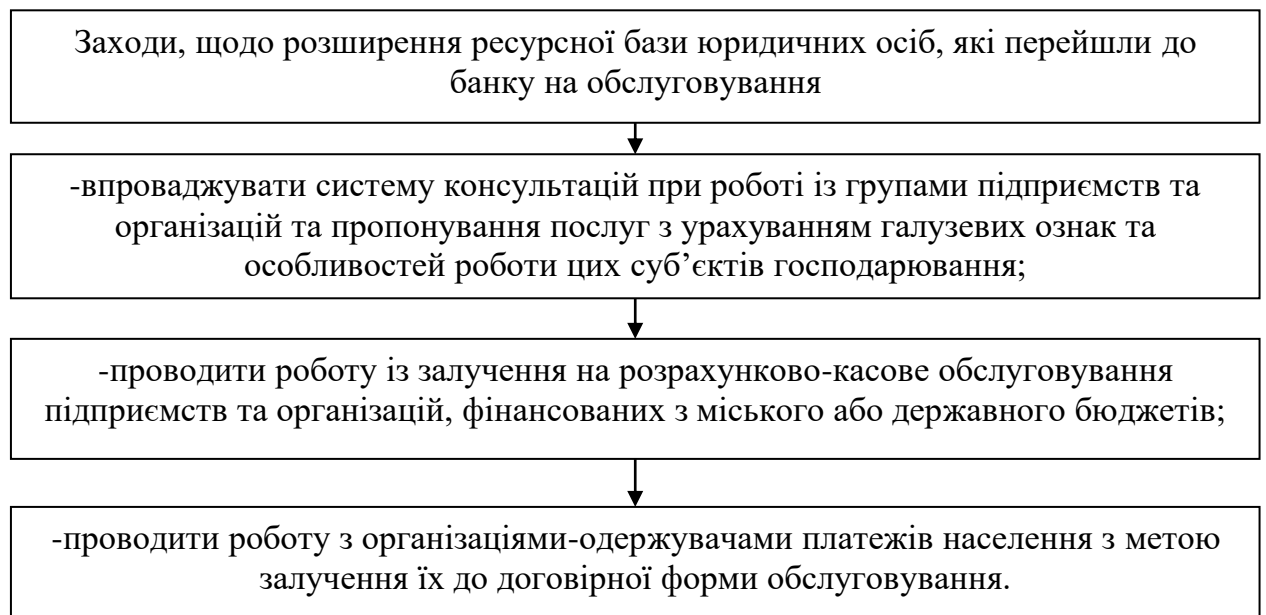 Заходи, щодо розширення ресурсної бази юридичних осіб, які перейшли до
банку на обслуговування
-впроваджувати систему консультацій при роботі із групами підприємств та
організацій та пропонування послуг з урахуванням галузевих ознак та
особливостей роботи цих суб’єктів господарювання;
-проводити роботу із залучення на розрахунково-касове обслуговування
підприємств та організацій, фінансованих з міського або державного бюджетів;
-проводити роботу з організаціями-одержувачами платежів населення з метою
залучення їх до договірної форми обслуговування.